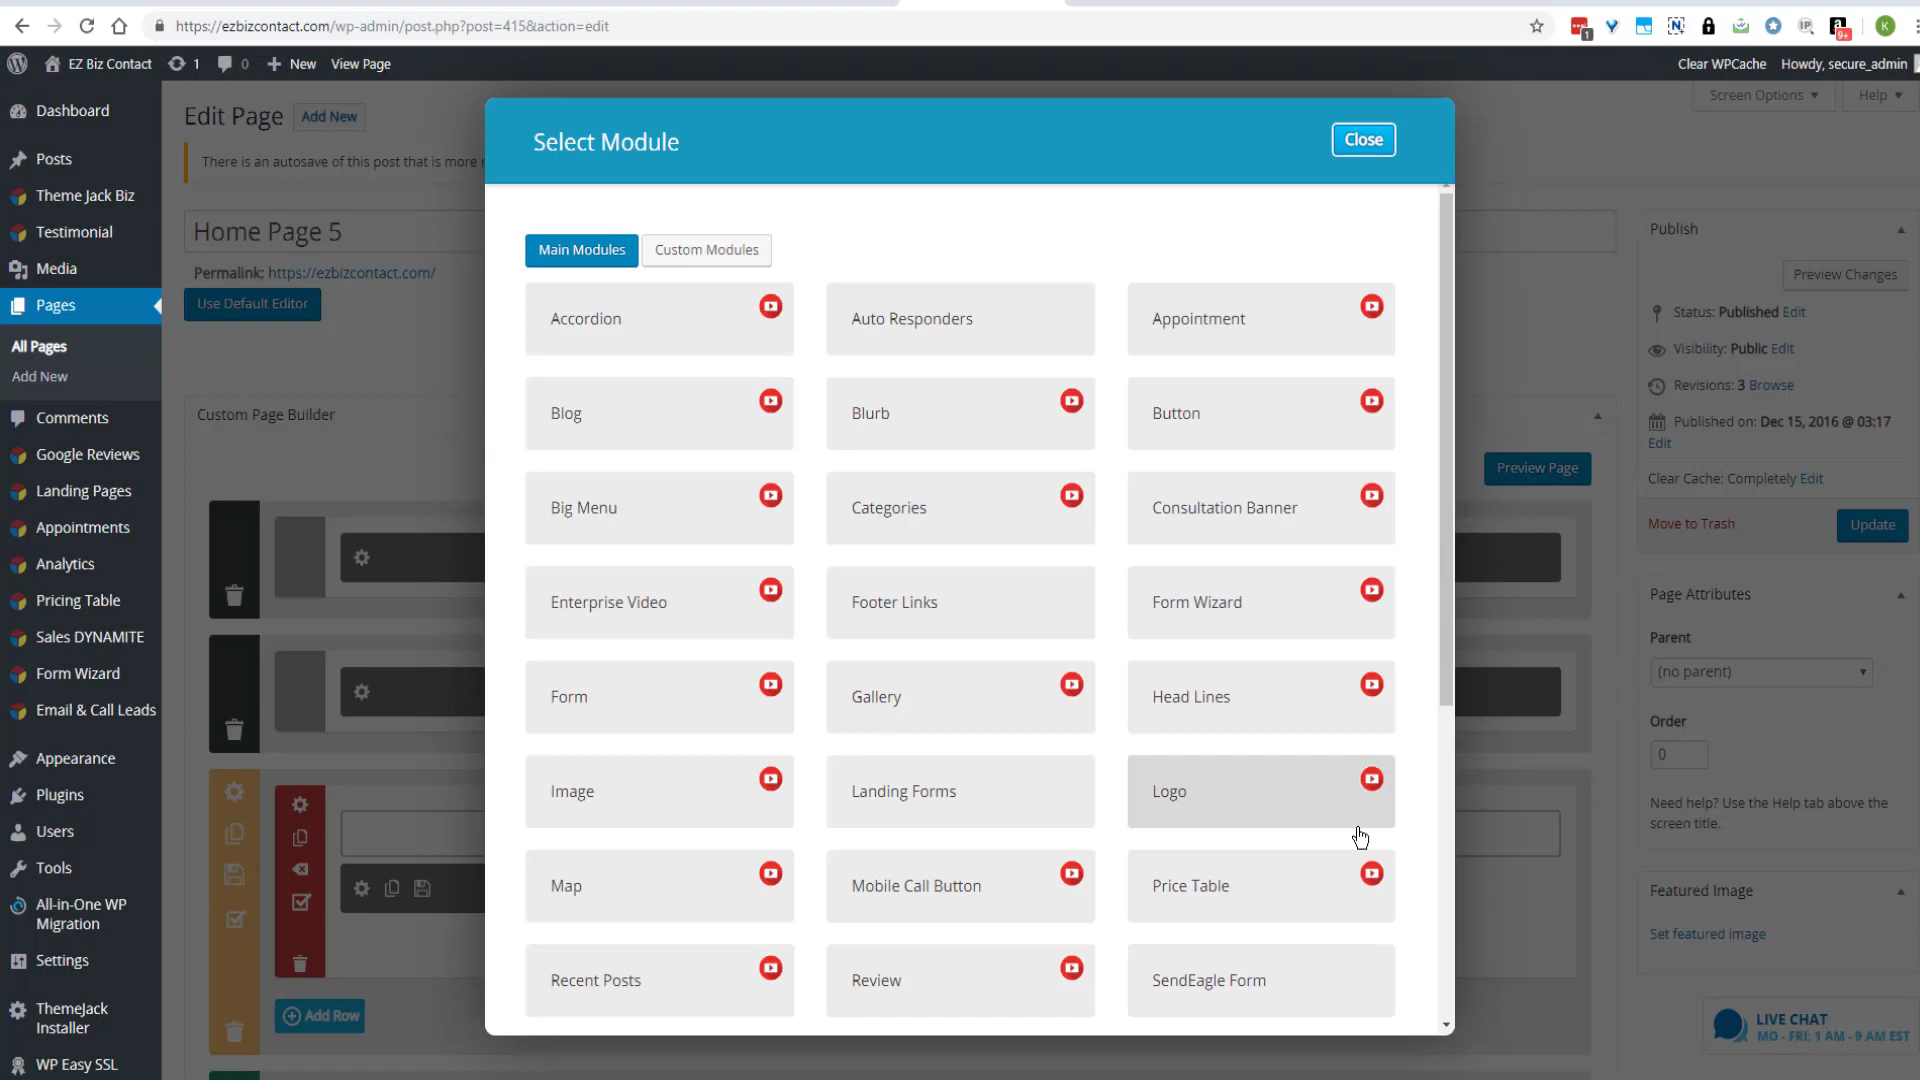 https://ezbizcontact.com/wp-admin/post.php?post=415&action=edit
1
9+
K
EZ Biz Contact 1 0 New View Page
Clear WPCache Howdy, secure_admin
Screen Options Help
Dashboard
Posts
Theme Jack Biz
Testimonial
Media
Pages
All Pages
Add New
Comments
Google Reviews
Landing Pages
Appointments
Analytics
Pricing Table
Sales DYNAMITE
Form Wizard
Email & Call Leads
Appearance
Plugins
Users
Tools
All-in-One WP
Migration
Settings
ThemeJack
Installer
WP Easy SSL
Edit Page Add New
There is an autosave of this post that is more
Home Page 5
Permalink: https://ezbizcontact.com/
Use Default Editor
Custom Page Builder
Preview Page
Add Row
Select Module
Close
Main Modules Custom Modules
Accordion Auto Responders Appointment
Blog Blurb Button
Big Menu Categories Consultation Banner
Enterprise Video Footer Links Form Wizard
Form Gallery Head Lines
Image Landing Forms Logo
Map Mobile Call Button Price Table
Recent Posts Review SendEagle Form
Publish
Preview Changes
Status: Published Edit
Visibility: Public Edit
Revisions: 3 Browse
Published on: Dec 15, 2016 @ 03:17
Edit
Clear Cache: Completely Edit
Move to Trash Update
Page Attributes
Parent
(no parent)
Order
0
Need help? Use the Help tab above the
screen title.
Featured Image
Set featured image
LIVE CHAT
MO - FRI: 1 AM - 9 AM EST